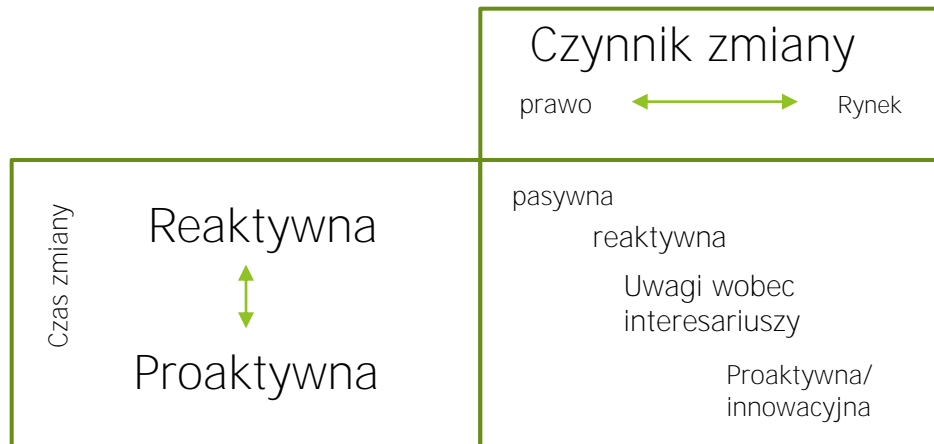 Czynnik zmiany
prawo Rynek
Czas zmiany
Reaktywna
Proaktywna
pasywna
reaktywna
Uwagi wobec
interesariuszy
Proaktywna/
innowacyjna